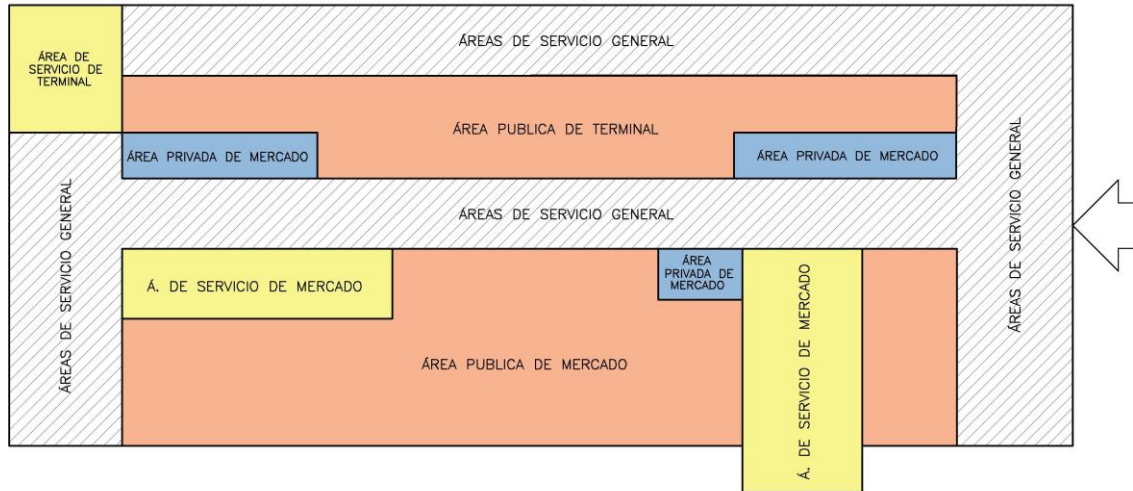 ÁREAS DE SERVICIO GENERAL
ÁREA DE
SERVICIO DE
TERMINAL
ÁREA PUBLICA DE TERMINAL
ÁREA PRIVADA DE MERCADO
ÁREA PRIVADA DE MERCADO
ÁREAS DE SERVICIO GENERAL
ÁREAS DE SERVICIO GENERAL
ÁREAS DE SERVICIO GENERAL
Á. DE SERVICIO DE MERCADO
ÁREA
PRIVADA DE
MERCADO
Á. DE SERVICIO DE MERCADO
ÁREA PUBLICA DE MERCADO